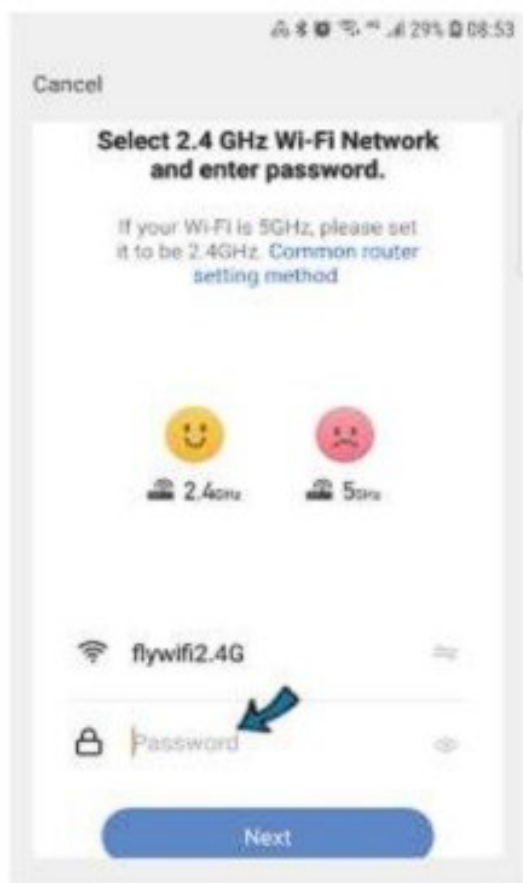 29% 08:53
Cancel
Select 2.4 GHz Wi-Fi Network
and enter password.
If your Wi-Fi is 5GHz, please set
it to be 2.4GHz. Common router
setting method
2.4GHz 5GHz
flywifi2.4G
Password
Next